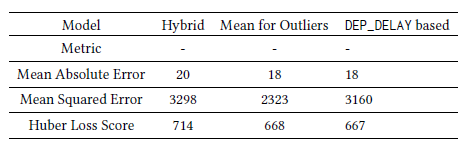 Model Hybrid Mean for Outliers DEP_DELAY based
Metric - - -
Mean Absolute Error 20 18 18
Mean Squared Error 3298 2323 3160
Huber Loss Score 714 668 667